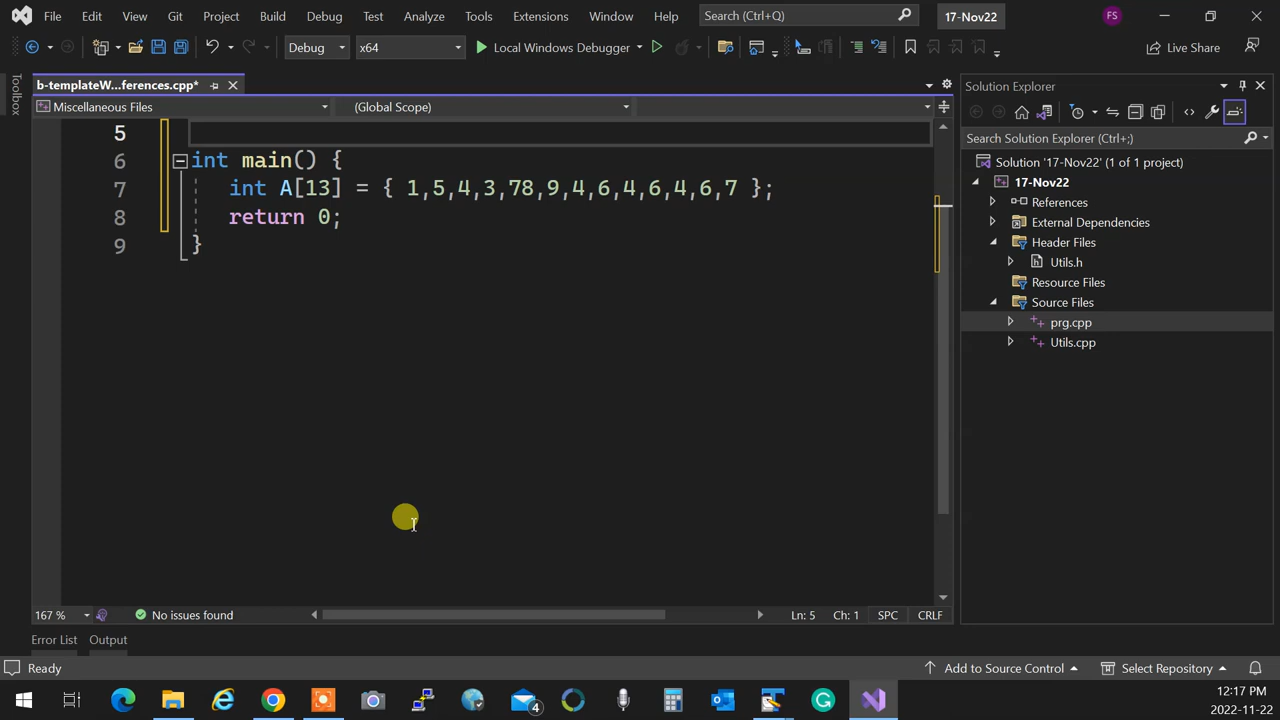 File Edit View Git Project Build Debug Test Analyze Tools Extensions Window Help Search (Ctrl+Q) 17-Nov22 FS
Debug x64 Local Windows Debugger Live Share
Toolbox
b-templateW...ferences.cpp*
Miscellaneous Files (Global Scope)
5
6 int main() {
7 int A[13] = { 1,5,4,3,78,9,4,6,4,6,4,6,7 };
8 return 0;
9 }
167 % No issues found Ln: 5 Ch: 1 SPC CRLF
Solution Explorer
Search Solution Explorer (Ctrl+;)
Solution '17-Nov22' (1 of 1 project)
17-Nov22
References
External Dependencies
Header Files
Utils.h
Resource Files
Source Files
prg.cpp
Utils.cpp
Error List Output
Ready Add to Source Control Select Repository
4
12:17 PM
2022-11-22